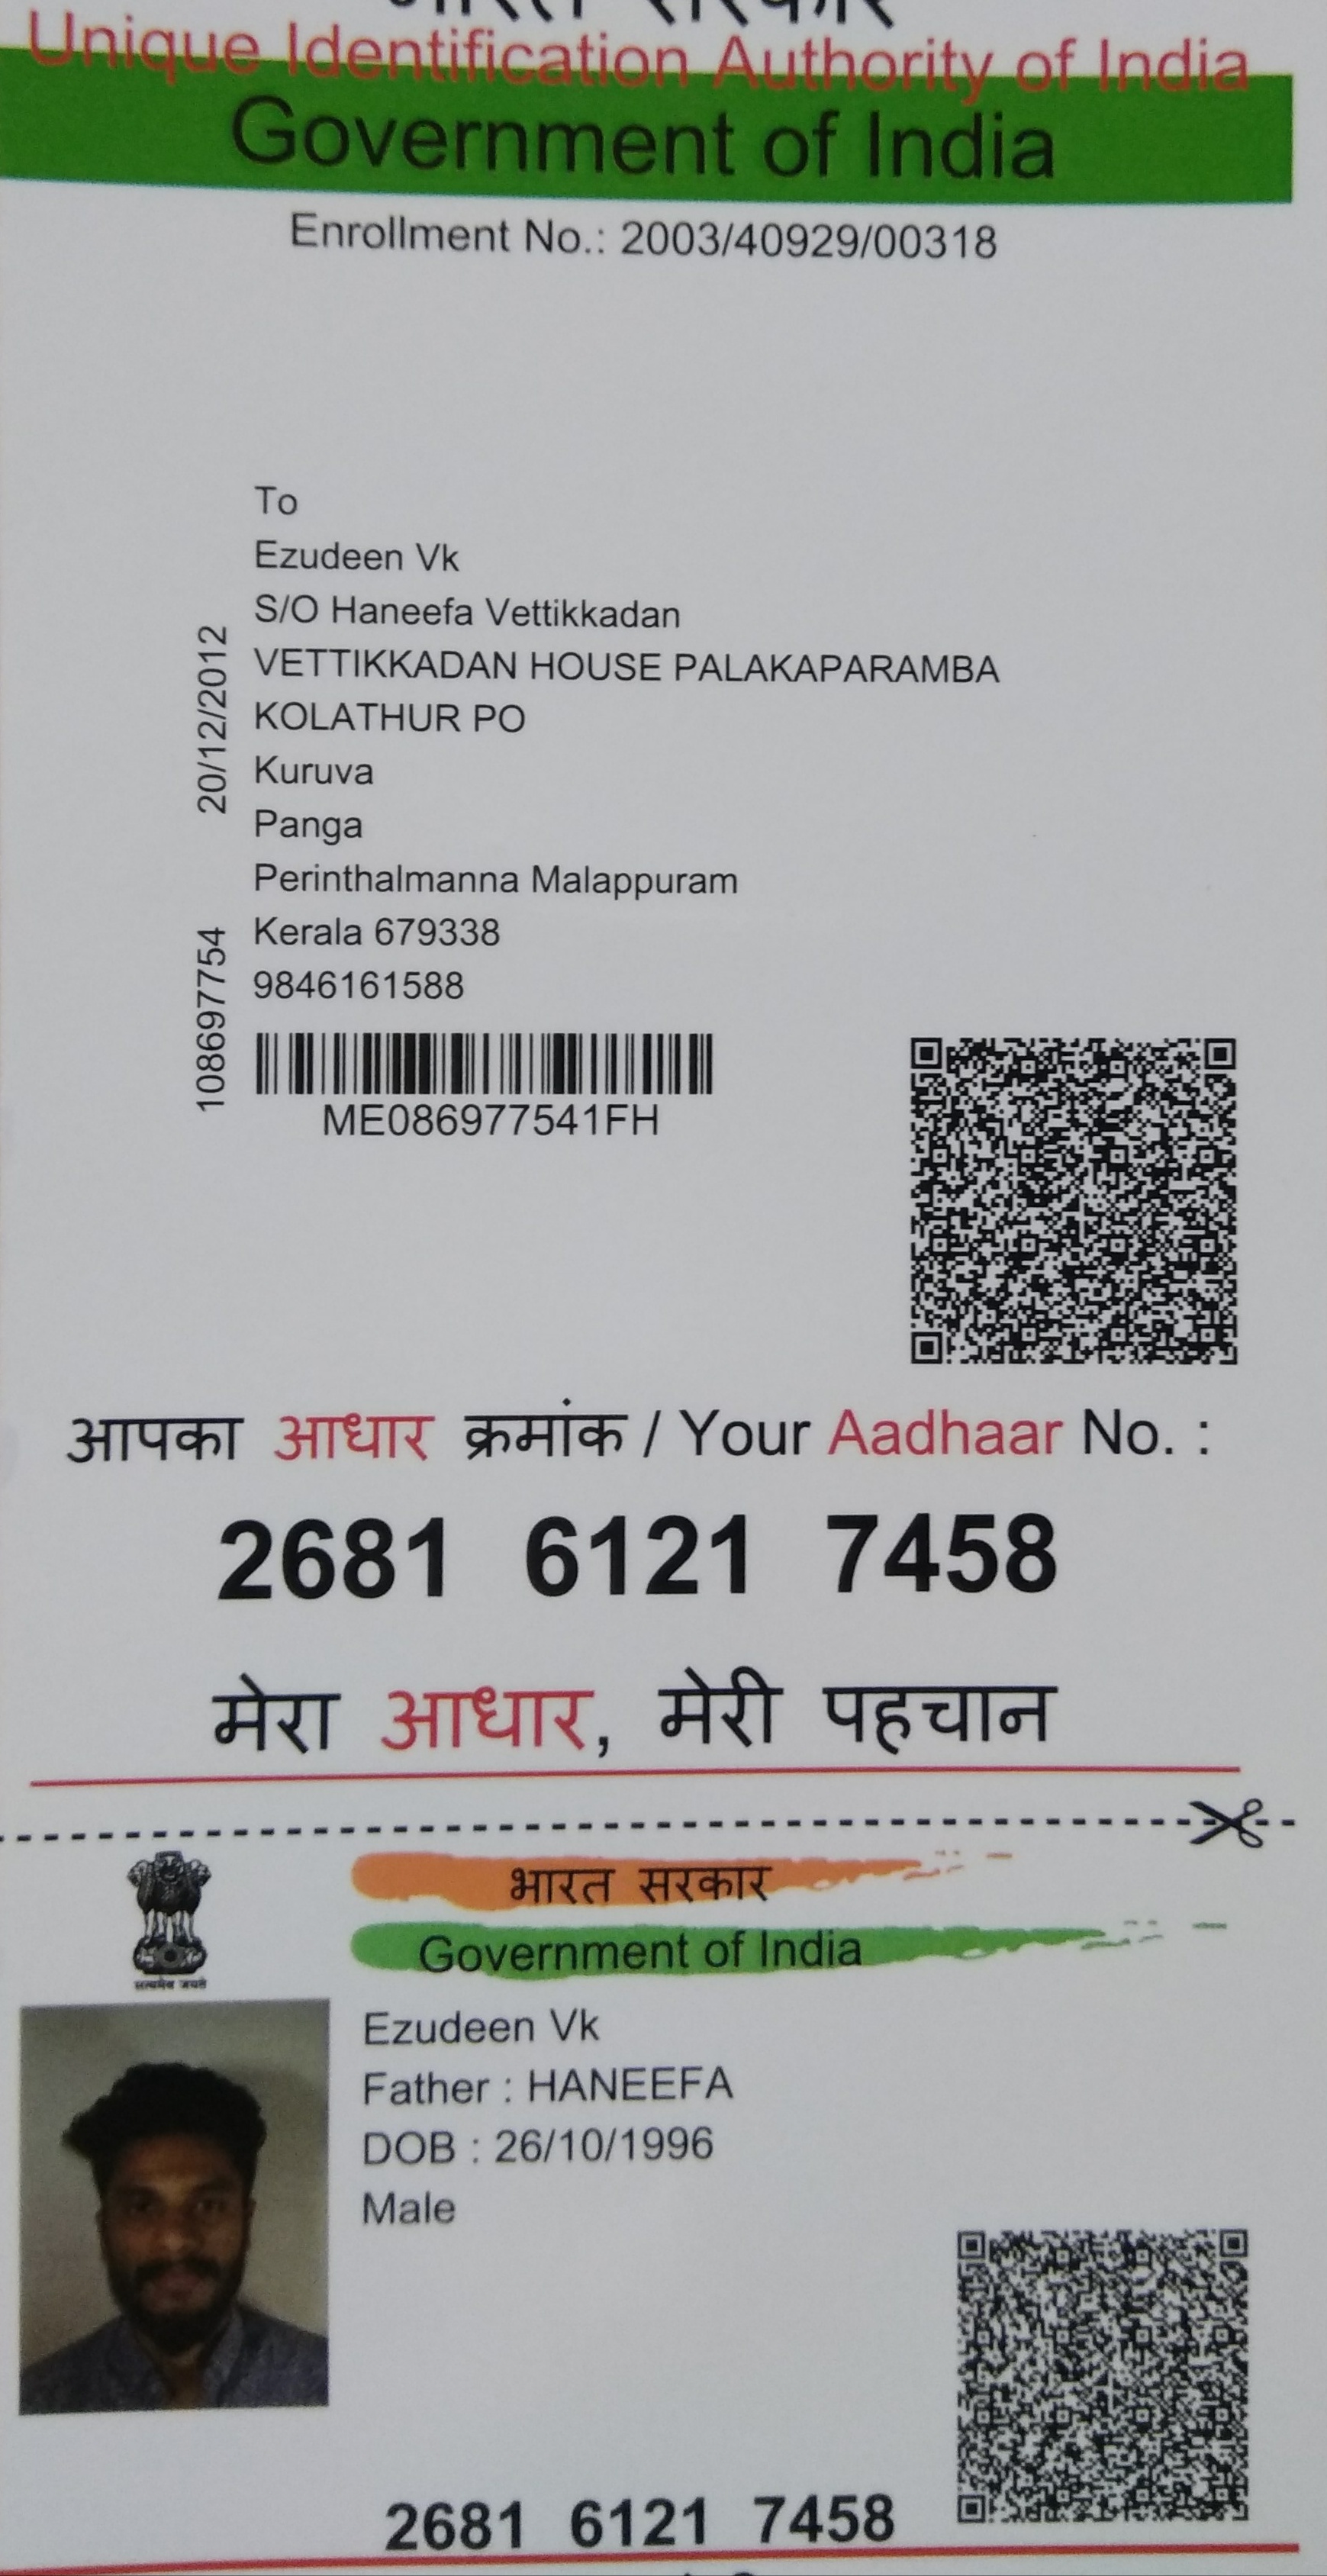 भारत सरकार
Unique Identification Authority of India
Government of India
Enrollment No.: 2003/40929/00318
To
Ezudeen Vk
S/O Haneefa Vettikkadan
VETTIKKADAN HOUSE PALAKAPARAMBA
KOLATHUR PO
Kuruva
Panga
Perinthalmanna Malappuram
Kerala 679338
9846161588
20/12/2012
108697754
ME086977541FH
आपका आधार क्रमांक / Your Aadhaar No. :
2681 6121 7458
मेरा आधार, मेरी पहचान
भारत सरकार
Government of India
सत्यमेव जयते
Ezudeen Vk
Father : HANEEFA
DOB : 26/10/1996
Male
2681 6121 7458